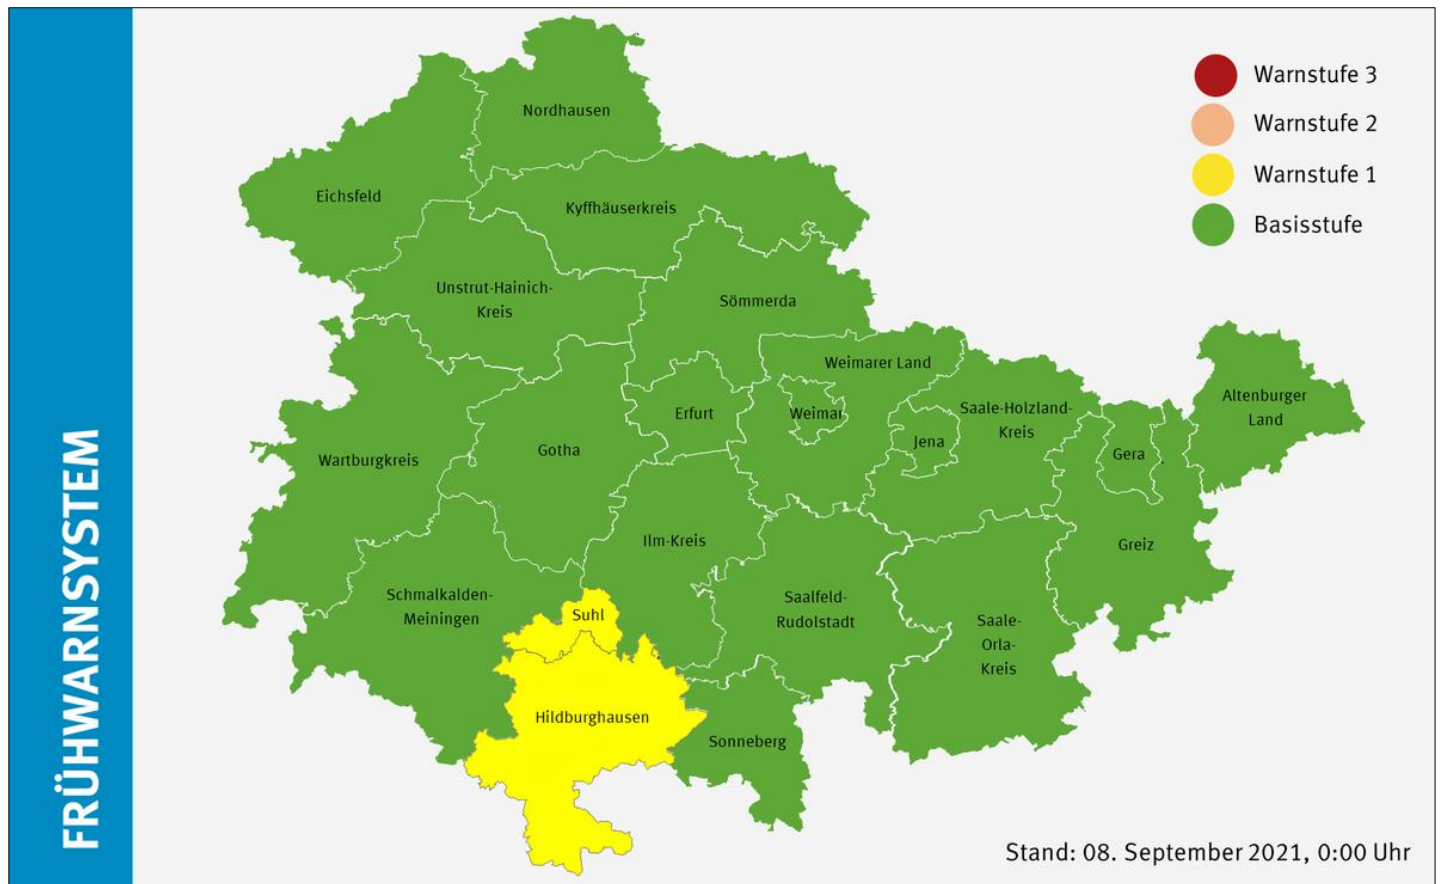 FRÜHWARNSYSTEM
Warnstufe 3
Warnstufe 2
Warnstufe 1
Basisstufe
Nordhausen
Eichsfeld
Kyffhäuserkreis
Unstrut-Hainich-
Kreis
Sömmerda
Weimarer Land
Altenburger
Land
Erfurt
Weimar
Saale-Holzland-
Kreis
Jena
Gera
Wartburgkreis
Gotha
Ilm-Kreis
Greiz
Schmalkalden-
Meiningen
Suhl
Saalfeld-
Rudolstadt
Saale-
Orla-
Kreis
Hildburghausen
Sonneberg
Stand: 08. September 2021, 0:00 Uhr